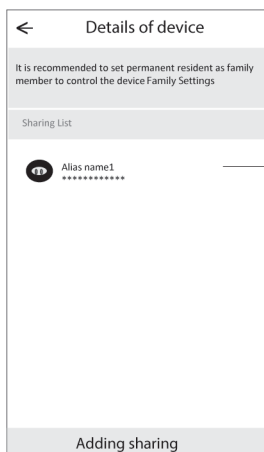 Details of device
It is recommended to set permanent resident as family
member to control the device Family Settings
Sharing List
Alias name1
************
Adding sharing